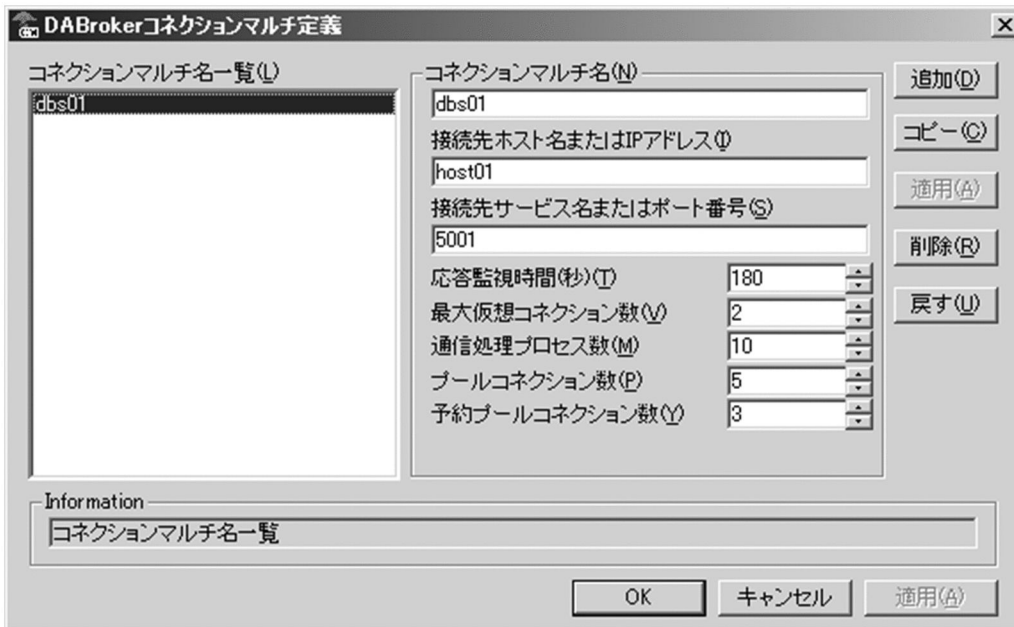 DABrokerコネクションマルチ定義
コネクションマルチ名一覧(L)
dbs01
コネクションマルチ名(N)
dbs01
接続先ホスト名またはIPアドレス(I)
host01
接続先サービス名またはポート番号(S)
5001
応答監視時間(秒)(T) 180
最大仮想コネクション数(V) 2
通信処理プロセス数(M) 10
プールコネクション数(P) 5
予約プールコネクション数(Y) 3
追加(D)
コピー(C)
適用(A)
削除(R)
戻す(U)
Information
コネクションマルチ名一覧
OK キャンセル 適用(A)